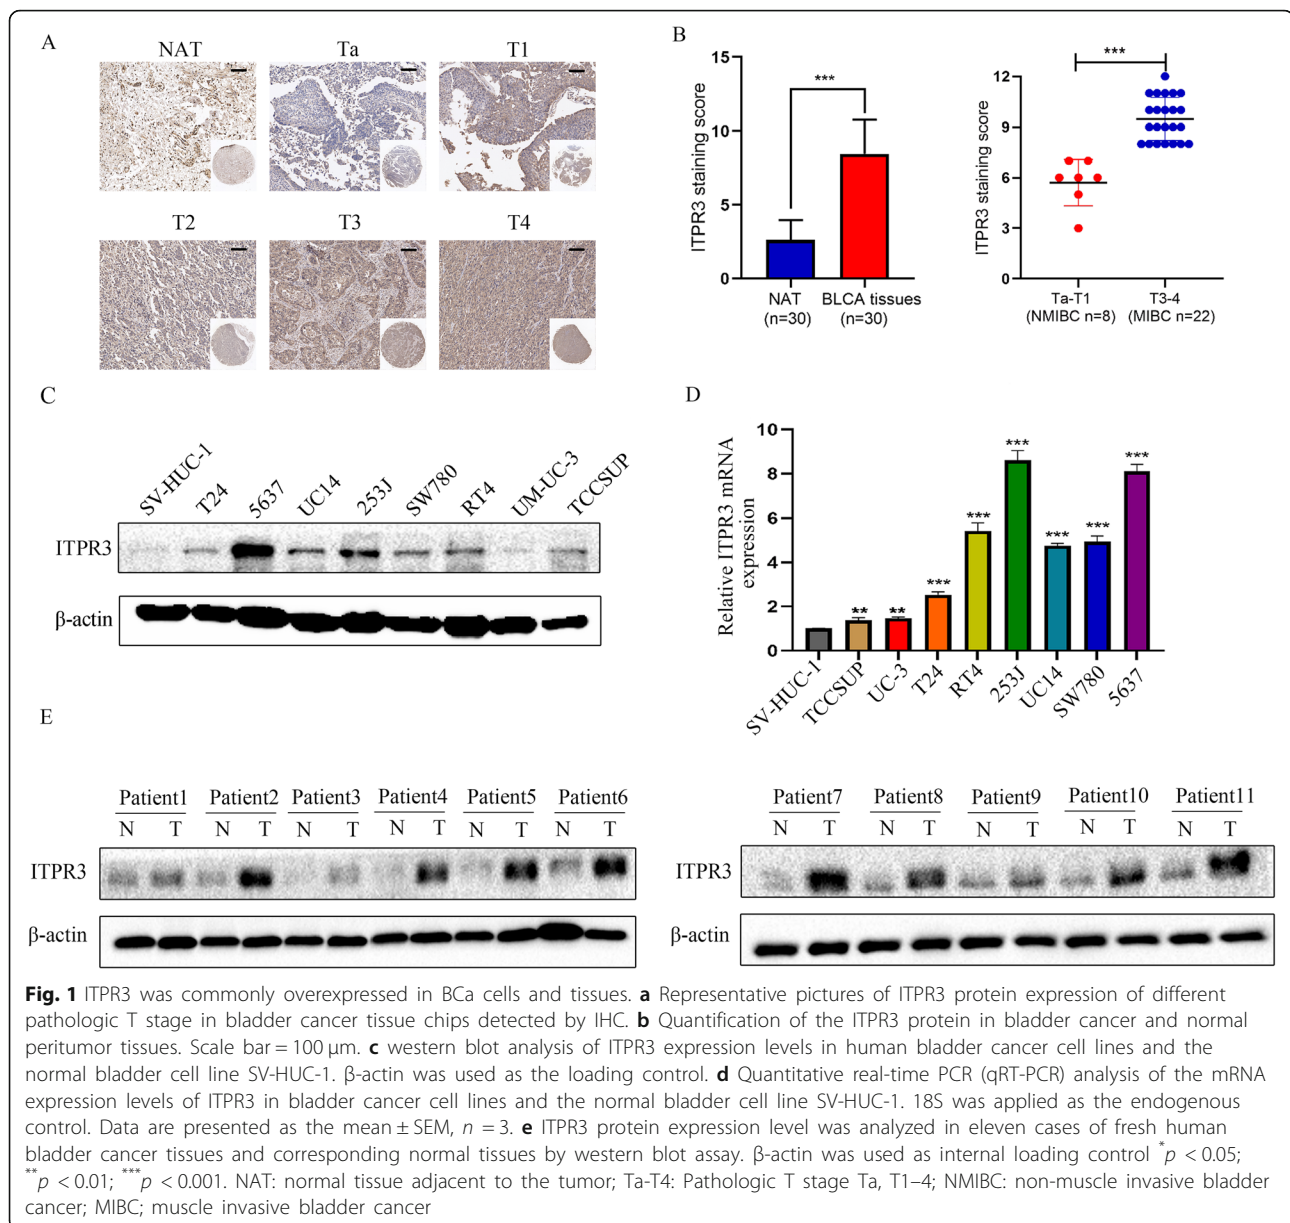 A
NAT
Ta
T1
T2
T3
T4
B
ITPR3 staining score
15
10
5
0
***
NAT
(n=30)
BLCA tissues
(n=30)
ITPR3 staining score
12
9
6
3
0
***
Ta-T1
(NMIBC n=8)
T3-4
(MIBC n=22)
C
SV-HUC-1
T24
5637
UC14
253J
SW780
RT4
UM-UC-3
TCCSUP
ITPR3
β-actin
D
Relative ITPR3 mRNA
expression
10
8
6
4
2
0
**
**
***
***
***
***
***
***
SV-HUC-1
TCCSUP
UC-3
T24
RT4
253J
UC14
SW780
5637
E
Patient1 Patient2 Patient3 Patient4 Patient5 Patient6
N T N T N T N T N T N T
ITPR3
β-actin
Patient7 Patient8 Patient9 Patient10 Patient11
N T N T N T N T N T
ITPR3
β-actin
Fig. 1 ITPR3 was commonly overexpressed in BCa cells and tissues. a Representative pictures of ITPR3 protein expression of different
pathologic T stage in bladder cancer tissue chips detected by IHC. b Quantification of the ITPR3 protein in bladder cancer and normal
peritumor tissues. Scale bar = 100 μm. c western blot analysis of ITPR3 expression levels in human bladder cancer cell lines and the
normal bladder cell line SV-HUC-1. β-actin was used as the loading control. d Quantitative real-time PCR (qRT-PCR) analysis of the mRNA
expression levels of ITPR3 in bladder cancer cell lines and the normal bladder cell line SV-HUC-1. 18S was applied as the endogenous
control. Data are presented as the mean ± SEM, n = 3. e ITPR3 protein expression level was analyzed in eleven cases of fresh human
bladder cancer tissues and corresponding normal tissues by western blot assay. β-actin was used as internal loading control *p < 0.05;
**p < 0.01; ***p < 0.001. NAT: normal tissue adjacent to the tumor; Ta-T4: Pathologic T stage Ta, T1–4; NMIBC: non-muscle invasive bladder
cancer; MIBC; muscle invasive bladder cancer